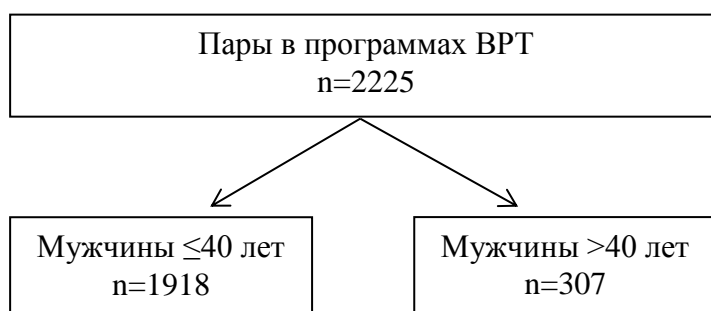 Пары в программах ВРТ
n=2225
Мужчины ≤40 лет
n=1918
Мужчины >40 лет
n=307